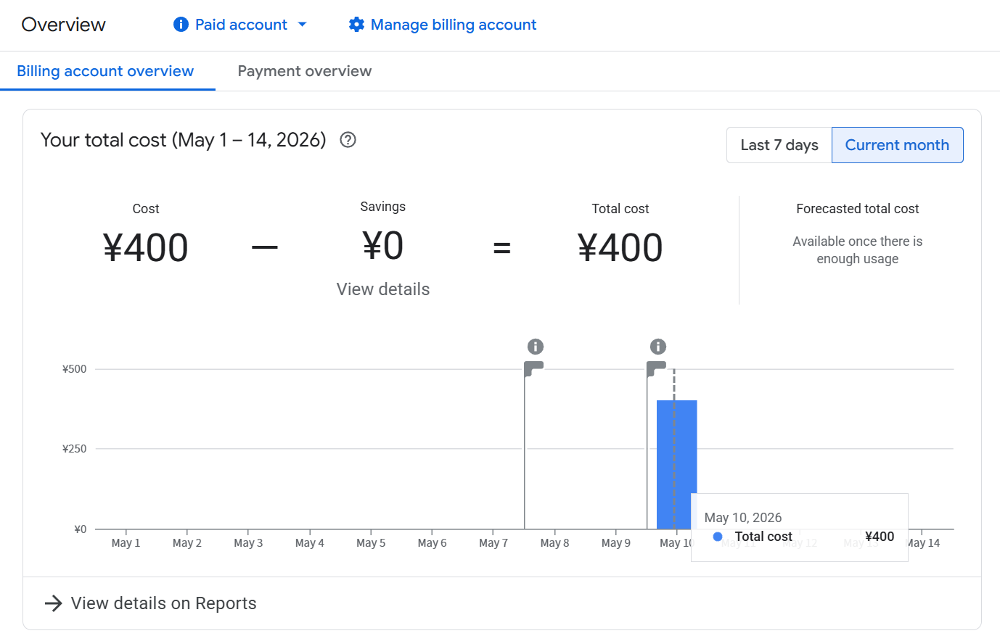 Overview
Paid account
Manage billing account
Billing account overview
Payment overview
Your total cost (May 1 – 14, 2026)
Last 7 days
Current month
Cost
¥400
—
Savings
¥0
View details
=
Total cost
¥400
Forecasted total cost
Available once there is
enough usage
¥500
¥250
¥0
May 1
May 2
May 3
May 4
May 5
May 6
May 7
May 8
May 9
May 10
May 11
May 12
May 13
May 14
May 10, 2026
Total cost
¥400
View details on Reports